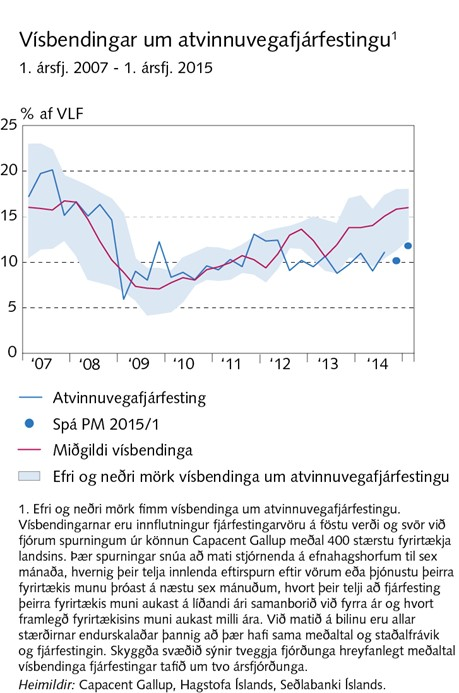 Vísbendingar um atvinnuvegafjárfestingu¹
1. ársfj. 2007 - 1. ársfj. 2015
% af VLF
25
20
15
10
5
0
‘07 ‘08 ‘09 ‘10 ‘11 ‘12 ‘13 ‘14
Atvinnuvegafjárfesting
Spá PM 2015/1
Miðgildi vísbendinga
Efri og neðri mörk vísbendinga um atvinnuvegafjárfestingu
1. Efri og neðri mörk fimm vísbendinga um atvinnuvegafjárfestingu.
Vísbendingarnar eru innflutningur fjárfestingarvöru á föstu verði og svör við
fjórum spurningum úr könnun Capacent Gallup meðal 400 stærstu fyrirtækja
landsins. Þær spurningar snúa að mati stjórnenda á efnahagshorfum til sex
mánaða, hvernig þeir telja innlenda eftirspurn eftir vörum eða þjónustu þeirra
fyrirtækis munu þróast á næstu sex mánuðum, hvort þeir telji að fjárfesting
þeirra fyrirtækis muni aukast á líðandi ári samanborið við fyrra ár og hvort
framlegð fyrirtækisins muni aukast milli ára. Við matið á bilinu eru allar
stærðirnar endurskalaðar þannig að þær hafi sama meðaltal og staðalfrávik
og fjárfestingin. Skyggða svæðið sýnir tveggja fjórðunga hreyfanlegt meðaltal
vísbendinga fjárfestingar tafið um tvo ársfjórðunga.
Heimildir: Capacent Gallup, Hagstofa Íslands, Seðlabanki Íslands.